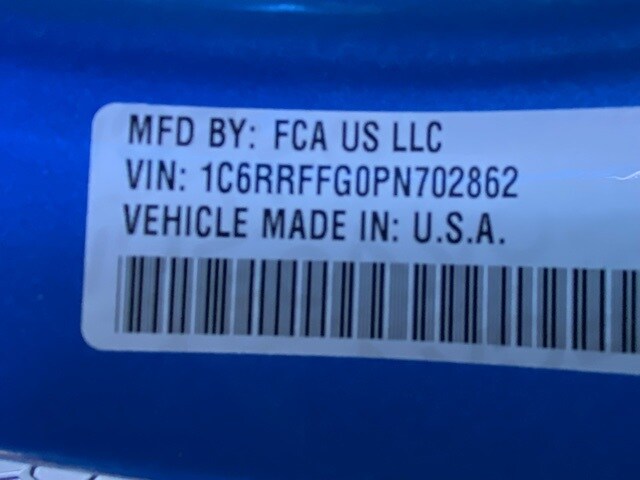 MFD BY: FCA US LLC
VIN: 1C6RRFFG0PN702862
VEHICLE MADE IN: U.S.A.